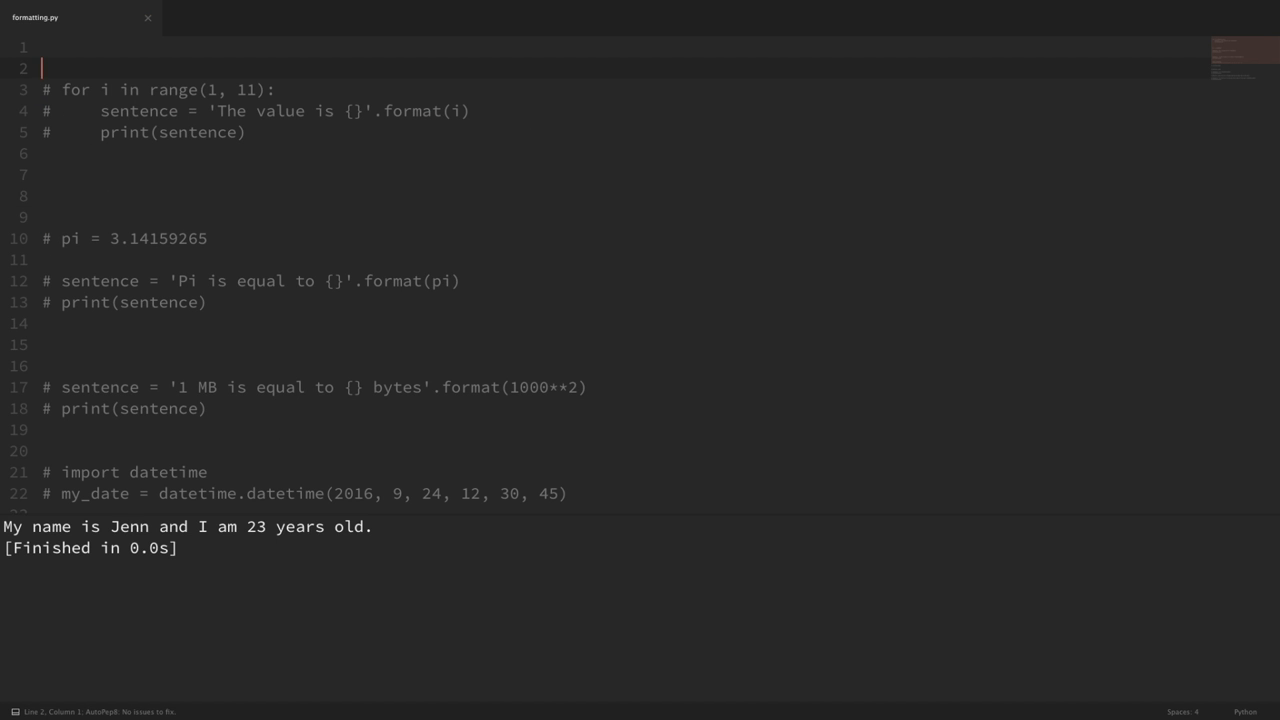 formatting.py
1
2
3 # for i in range(1, 11):
4 #     sentence = 'The value is {}'.format(i)
5 #     print(sentence)
6
7
8
9
10 # pi = 3.14159265
11
12 # sentence = 'Pi is equal to {}'.format(pi)
13 # print(sentence)
14
15
16
17 # sentence = '1 MB is equal to {} bytes'.format(1000**2)
18 # print(sentence)
19
20
21 # import datetime
22 # my_date = datetime.datetime(2016, 9, 24, 12, 30, 45)
My name is Jenn and I am 23 years old.
[Finished in 0.0s]
Line 2, Column 1; AutoPep8: No issues to fix.
Spaces: 4
Python